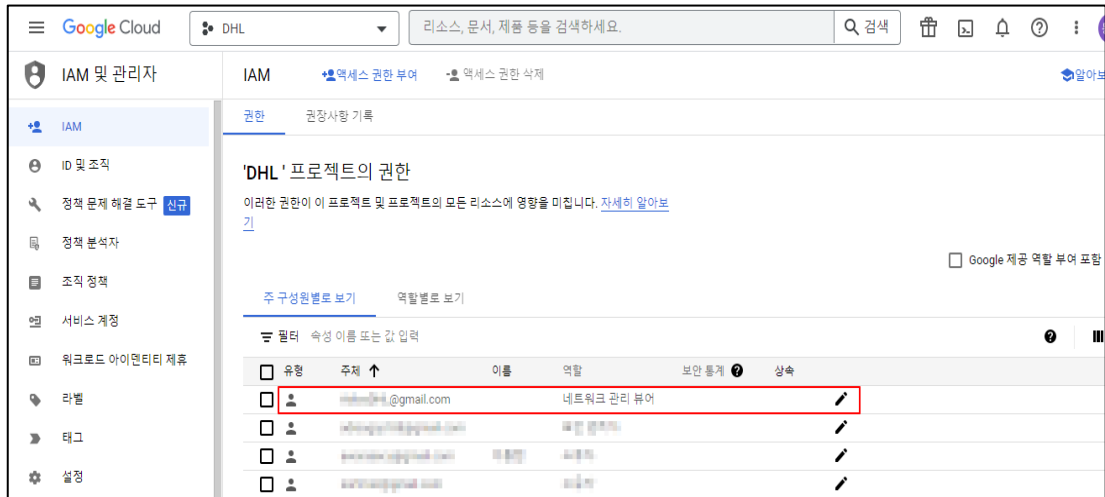 Google Cloud DHL 리소스, 문서, 제품 등을 검색하세요. 검색
IAM 및 관리자
IAM
ID 및 조직
정책 문제 해결 도구 신규
정책 분석자
조직 정책
서비스 계정
워크로드 아이덴티티 제휴
라벨
태그
설정
IAM 액세스 권한 부여 액세스 권한 삭제 알아보
권한 권장사항 기록
'DHL ' 프로젝트의 권한
이러한 권한이 이 프로젝트 및 프로젝트의 모든 리소스에 영향을 미칩니다. 자세히 알아보
기
Google 제공 역할 부여 포함
주 구성원별로 보기 역할별로 보기
필터 속성 이름 또는 값 입력
유형 주체 이름 역할 보안 통계 상속
@gmail.com 네트워크 관리 뷰어